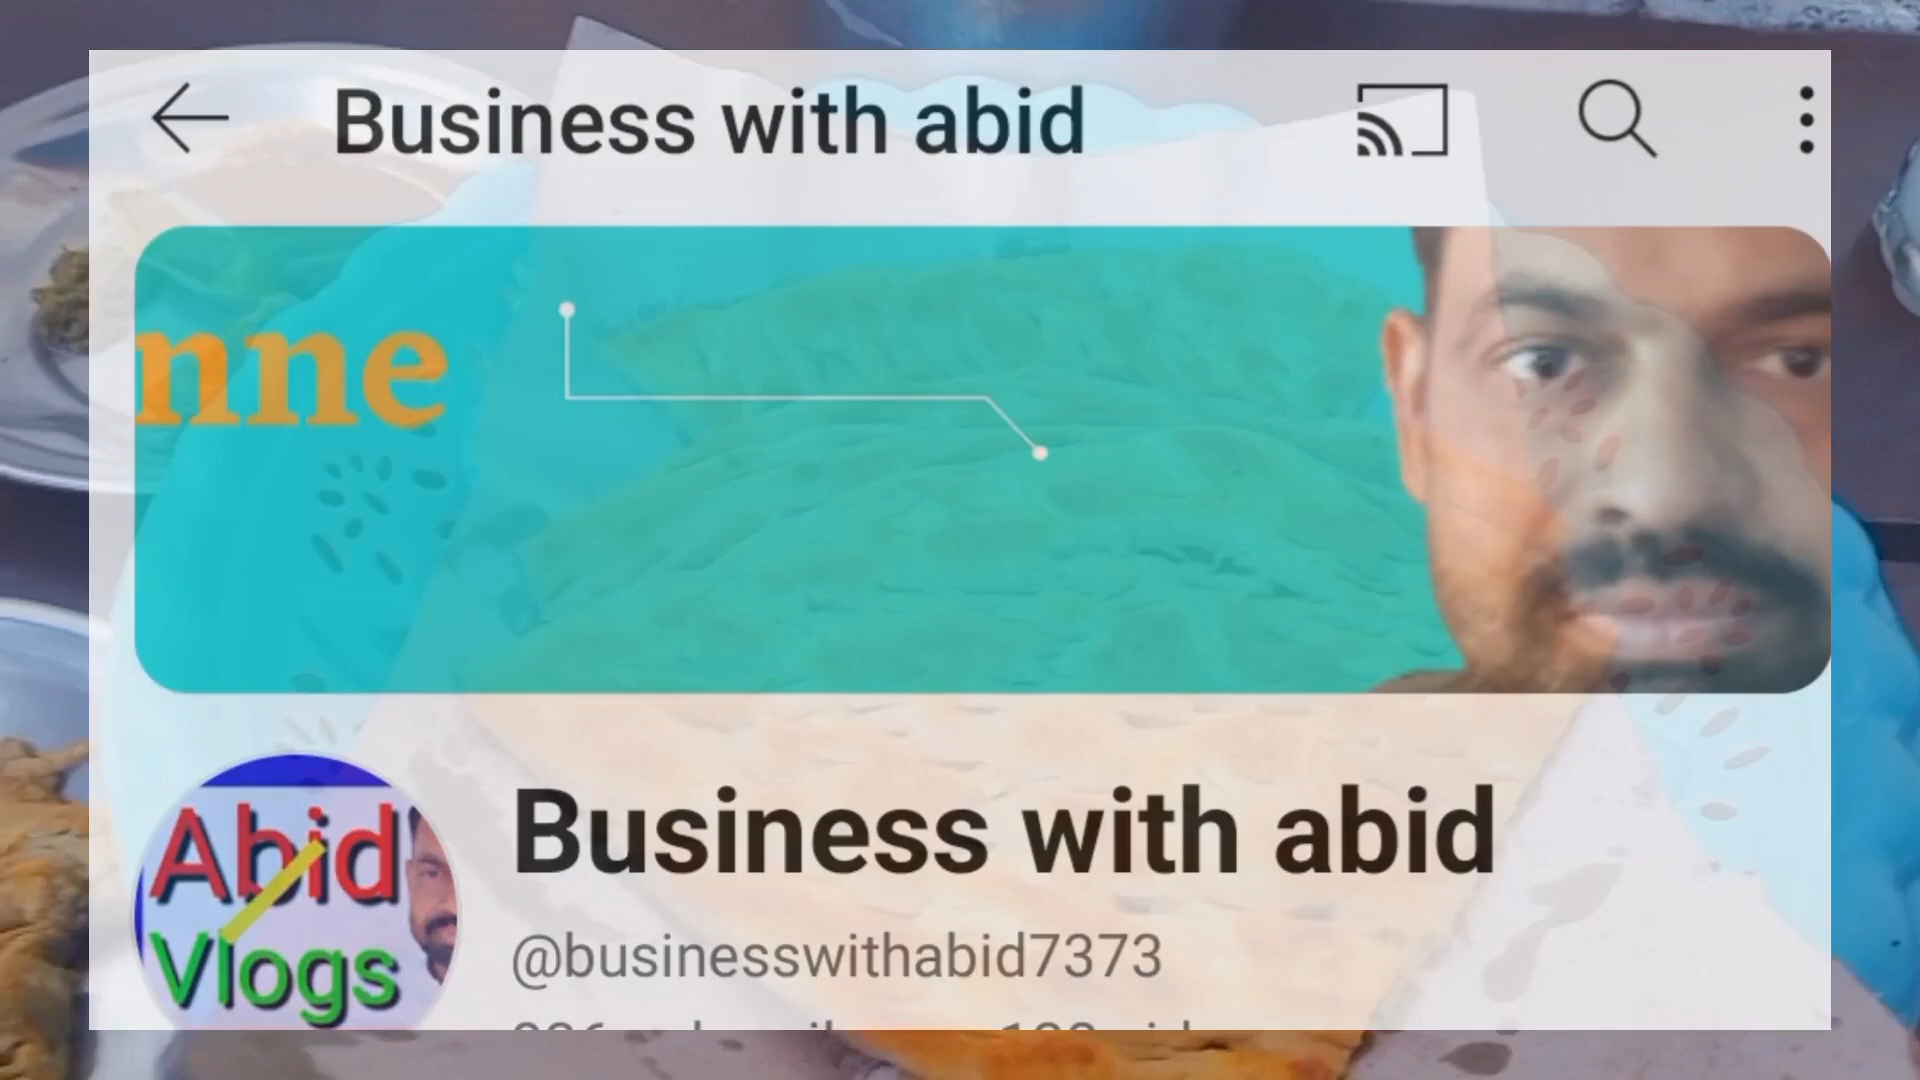 Business with abid
nne
Abid
Vlogs
Business with abid
@businesswithabid7373